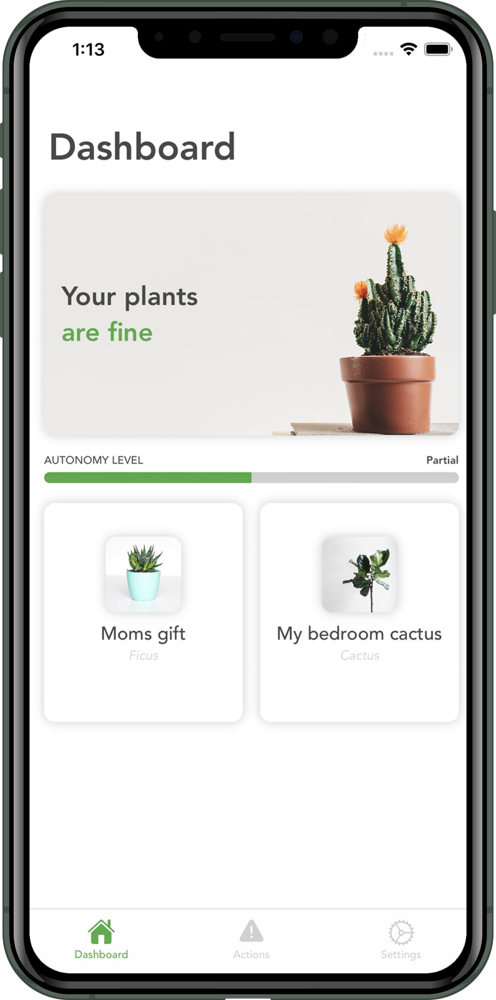 1:13
Dashboard
Your plants
are fine
AUTONOMY LEVEL
Partial
Moms gift
Ficus
My bedroom cactus
Cactus
Dashboard
Actions
Settings